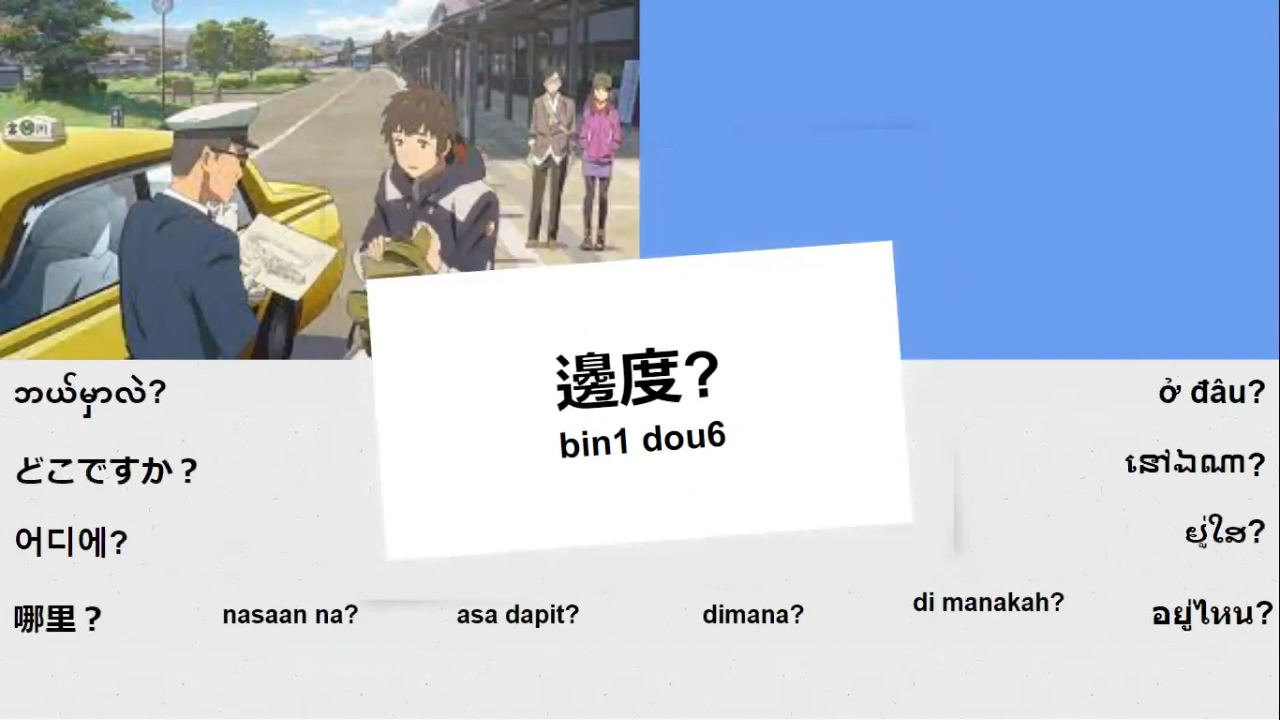 邊度?
bin1 dou6
ဘယ်မှာလဲ?
どこですか？
어디에?
哪里？
nasaan na?
asa dapit?
dimana?
di manakah?
ở đâu?
នៅឯណា?
ຢູ່ໃສ?
อยู่ไหน?